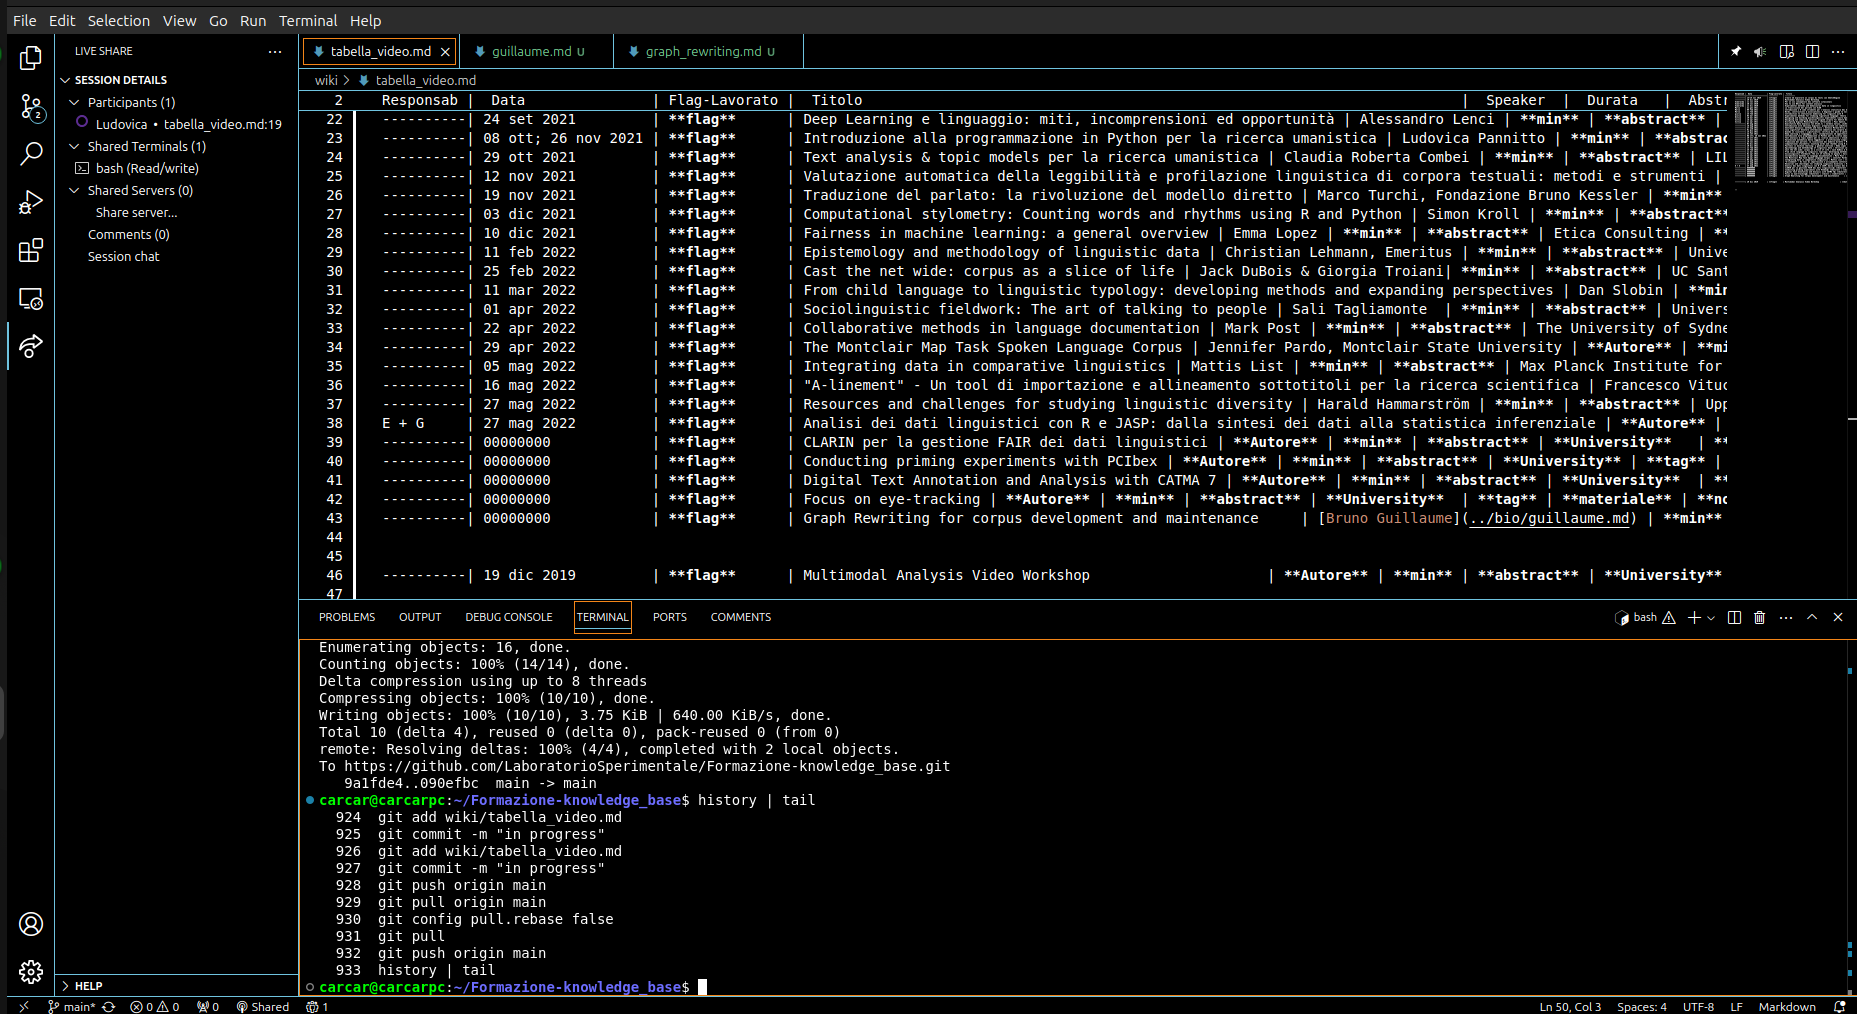 File Edit Selection View Go Run Terminal Help
LIVE SHARE ···
SESSION DETAILS
Participants (1)
Ludovica • tabella_video.md:19
Shared Terminals (1)
bash (Read/write)
Shared Servers (0)
Share server...
Comments (0)
Session chat
HELP
2
tabella_video.md
guillaume.md U
graph_rewriting.md U
wiki > tabella_video.md
2 Responsab | Data | Flag-Lavorato | Titolo | Speaker | Durata | Abstr
22 ----------| 24 set 2021 | **flag** | Deep Learning e linguaggio: miti, incomprensioni ed opportunità | Alessandro Lenci | **min** | **abstract** |
23 ----------| 08 ott; 26 nov 2021 | **flag** | Introduzione alla programmazione in Python per la ricerca umanistica | Ludovica Pannitto | **min** | **abstrac
24 ----------| 29 ott 2021 | **flag** | Text analysis & topic models per la ricerca umanistica | Claudia Roberta Combei | **min** | **abstract** | LIL
25 ----------| 12 nov 2021 | **flag** | Valutazione automatica della leggibilità e profilazione linguistica di corpora testuali: metodi e strumenti |
26 ----------| 19 nov 2021 | **flag** | Traduzione del parlato: la rivoluzione del modello diretto | Marco Turchi, Fondazione Bruno Kessler | **min**
27 ----------| 03 dic 2021 | **flag** | Computational stylometry: Counting words and rhythms using R and Python | Simon Kroll | **min** | **abstract**
28 ----------| 10 dic 2021 | **flag** | Fairness in machine learning: a general overview | Emma Lopez | **min** | **abstract** | Etica Consulting | **
29 ----------| 11 feb 2022 | **flag** | Epistemology and methodology of linguistic data | Christian Lehmann, Emeritus | **min** | **abstract** | Unive
30 ----------| 25 feb 2022 | **flag** | Cast the net wide: corpus as a slice of life | Jack DuBois & Giorgia Troiani| **min** | **abstract** | UC Sant
31 ----------| 11 mar 2022 | **flag** | From child language to linguistic typology: developing methods and expanding perspectives | Dan Slobin | **min
32 ----------| 01 apr 2022 | **flag** | Sociolinguistic fieldwork: The art of talking to people | Sali Tagliamonte | **min** | **abstract** | Univers
33 ----------| 22 apr 2022 | **flag** | Collaborative methods in language documentation | Mark Post | **min** | **abstract** | The University of Sydne
34 ----------| 29 apr 2022 | **flag** | The Montclair Map Task Spoken Language Corpus | Jennifer Pardo, Montclair State University | **Autore** | **mi
35 ----------| 05 mag 2022 | **flag** | Integrating data in comparative linguistics | Mattis List | **min** | **abstract** | Max Planck Institute for
36 ----------| 16 mag 2022 | **flag** | "A-linement" - Un tool di importazione e allineamento sottotitoli per la ricerca scientifica | Francesco Vituc
37 ----------| 27 mag 2022 | **flag** | Resources and challenges for studying linguistic diversity | Harald Hammarström | **min** | **abstract** | Upp
38 E + G | 27 mag 2022 | **flag** | Analisi dei dati linguistici con R e JASP: dalla sintesi dei dati alla statistica inferenziale | **Autore** |
39 ----------| 00000000 | **flag** | CLARIN per la gestione FAIR dei dati linguistici | **Autore** | **min** | **abstract** | **University** | **
40 ----------| 00000000 | **flag** | Conducting priming experiments with PCIbex | **Autore** | **min** | **abstract** | **University** | **tag** |
41 ----------| 00000000 | **flag** | Digital Text Annotation and Analysis with CATMA 7 | **Autore** | **min** | **abstract** | **University** | **
42 ----------| 00000000 | **flag** | Focus on eye-tracking | **Autore** | **min** | **abstract** | **University** | **tag** | **materiale** | **no
43 ----------| 00000000 | **flag** | Graph Rewriting for corpus development and maintenance | [Bruno Guillaume](../bio/guillaume.md) | **min**
44
45
46 ----------| 19 dic 2019 | **flag** | Multimodal Analysis Video Workshop | **Autore** | **min** | **abstract** | **University**
47
PROBLEMS OUTPUT DEBUG CONSOLE TERMINAL PORTS COMMENTS
bash
Enumerating objects: 16, done.
Counting objects: 100% (14/14), done.
Delta compression using up to 8 threads
Compressing objects: 100% (10/10), done.
Writing objects: 100% (10/10), 3.75 KiB | 640.00 KiB/s, done.
Total 10 (delta 4), reused 0 (delta 0), pack-reused 0 (from 0)
remote: Resolving deltas: 100% (4/4), completed with 2 local objects.
To https://github.com/LaboratorioSperimentale/Formazione-knowledge_base.git
9a1fde4..090efbc main -> main
carcar@carcarpc:~/Formazione-knowledge_base$ history | tail
924 git add wiki/tabella_video.md
925 git commit -m "in progress"
926 git add wiki/tabella_video.md
927 git commit -m "in progress"
928 git push origin main
929 git pull origin main
930 git config pull.rebase false
931 git pull
932 git push origin main
933 history | tail
carcar@carcarpc:~/Formazione-knowledge_base$
main* 0 0 0 Shared 1
Ln 50, Col 3 Spaces: 4 UTF-8 LF Markdown